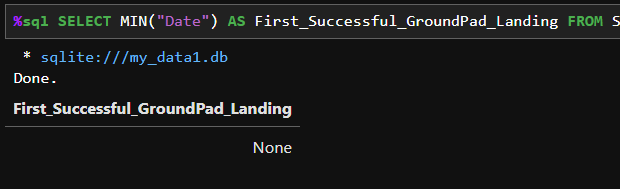 %sql SELECT MIN("Date") AS First_Successful_GroundPad_Landing FROM S
* sqlite:///my_data1.db
Done.
First_Successful_GroundPad_Landing
None